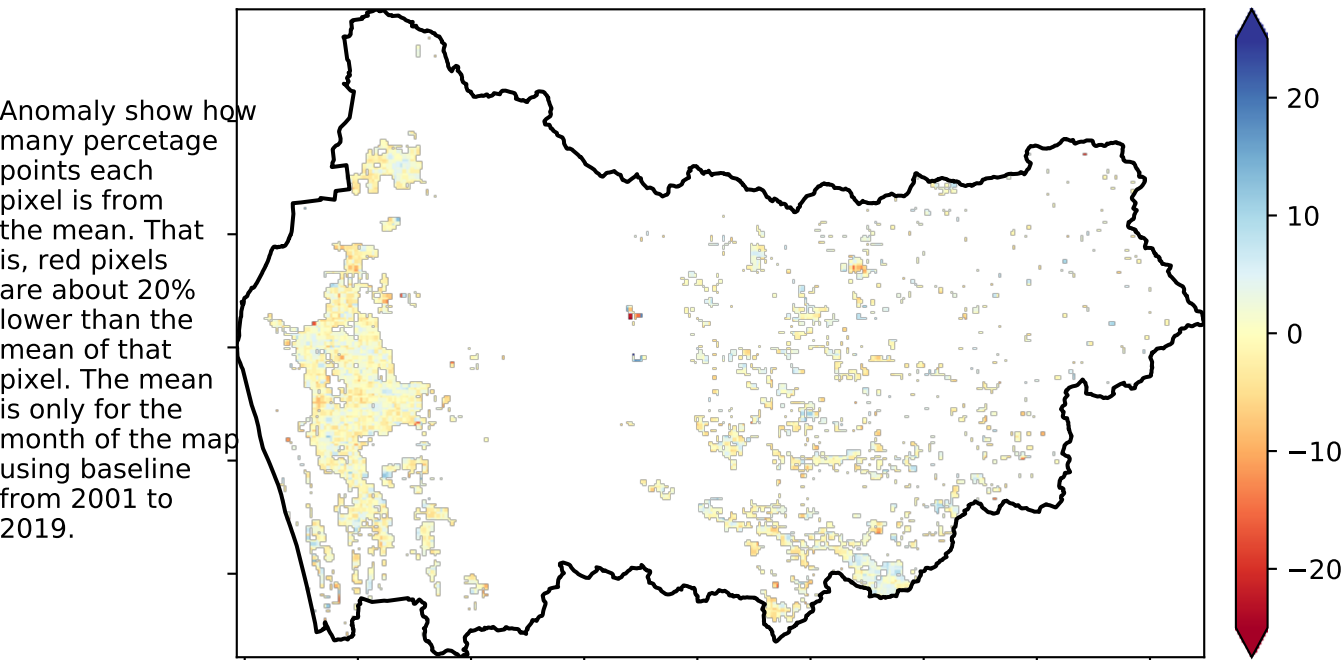 Anomaly show how
many percetage
points each
pixel is from
the mean. That
is, red pixels
are about 20%
lower than the
mean of that
pixel. The mean
is only for the
month of the map
using baseline
from 2001 to
2019.
20
10
0
−10
−20